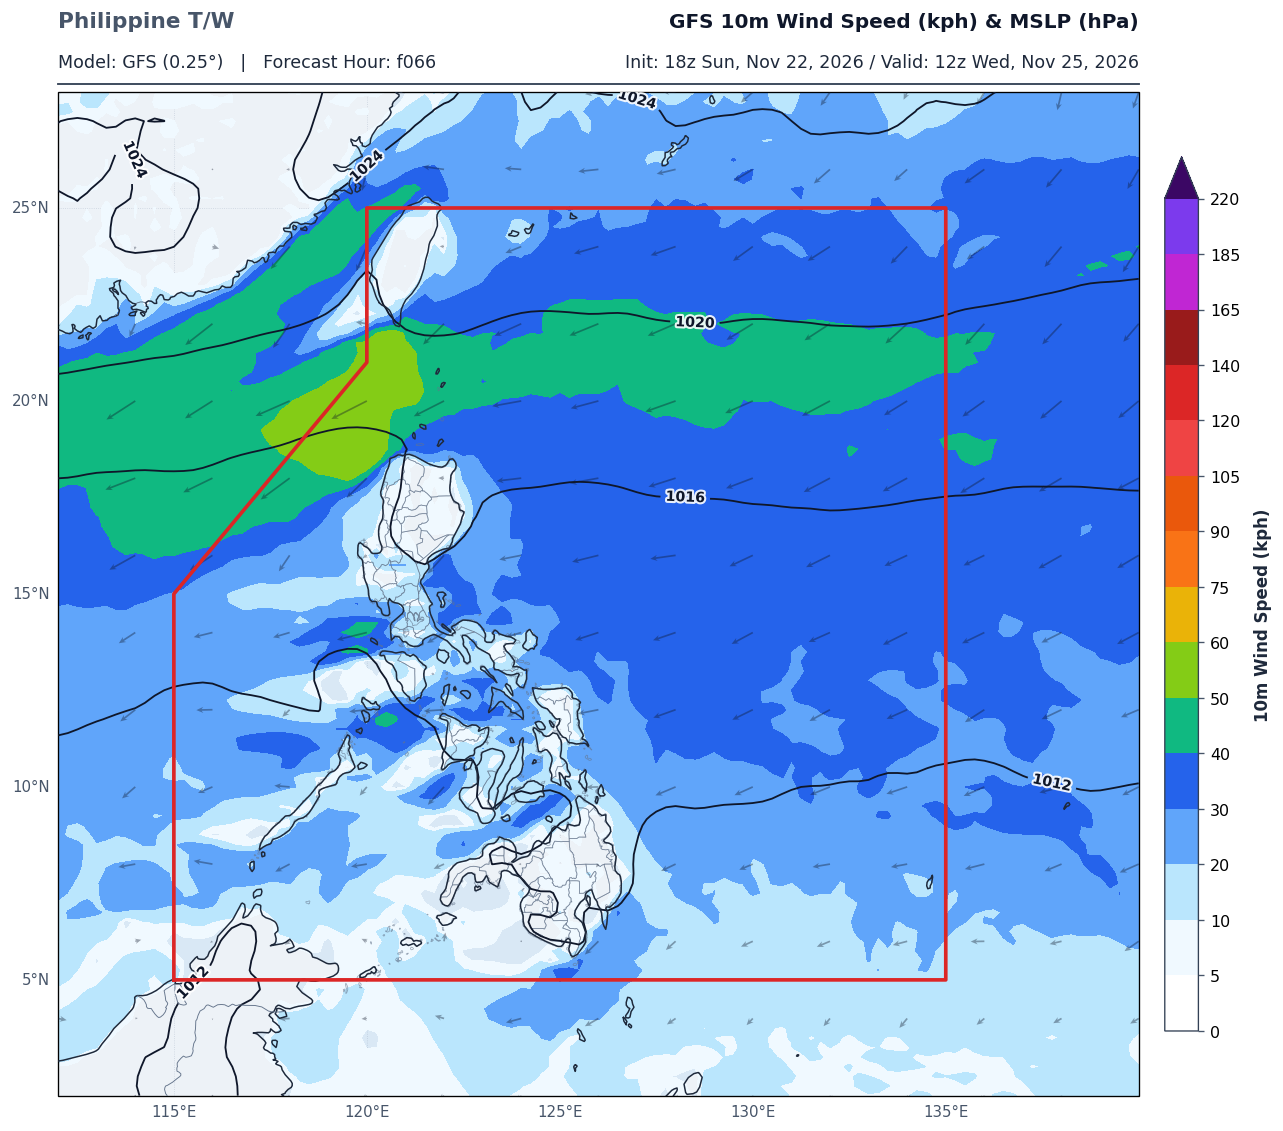 Philippine T/W
GFS 10m Wind Speed (kph) & MSLP (hPa)
Model: GFS (0.25°) | Forecast Hour: f066
Init: 18z Sun, Nov 22, 2026 / Valid: 12z Wed, Nov 25, 2026
1024
1024
1024
1020
1016
1012
1012
25°N
20°N
15°N
10°N
5°N
115°E
120°E
125°E
130°E
135°E
220
185
165
140
120
105
90
75
60
50
40
30
20
10
5
0
10m Wind Speed (kph)